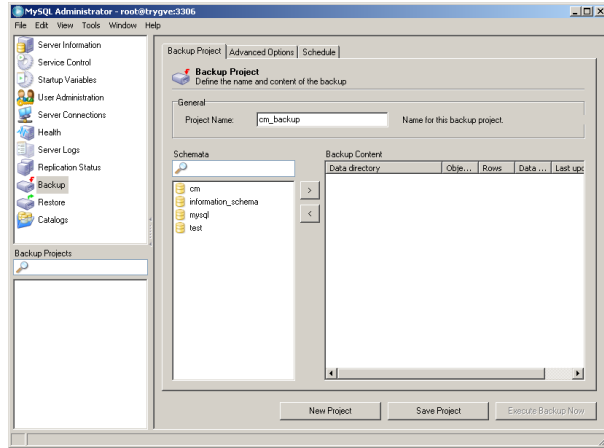 MySQL Administrator - root@trygve:3306
File Edit View Tools Window Help
Server Information
Service Control
Startup Variables
User Administration
Server Connections
Health
Server Logs
Replication Status
Backup
Restore
Catalogs
Backup Projects
Backup Project Advanced Options Schedule
Backup Project
Define the name and content of the backup
General
Project Name: cm_backup Name for this backup project.
Schemata
cm
information_schema
mysql
test
>
<
Backup Content
Data directory Obje... Rows Data ... Last upd
New Project Save Project Execute Backup Now